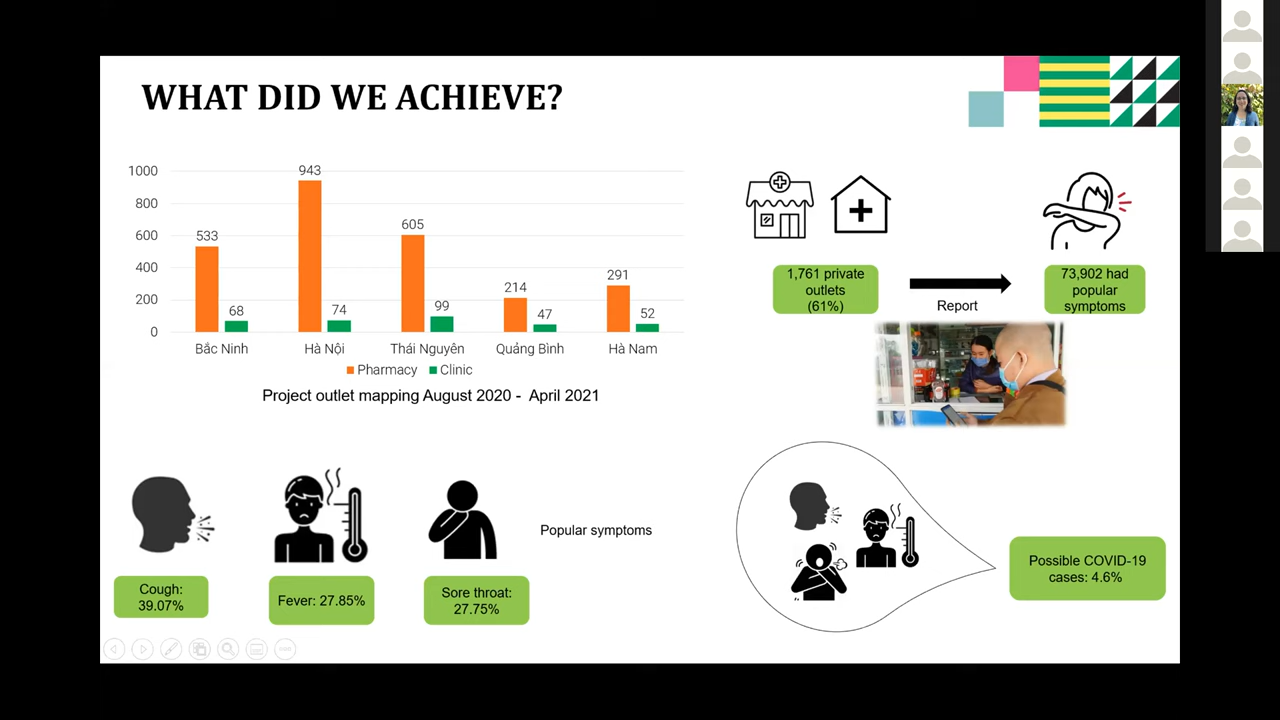 WHAT DID WE ACHIEVE?
1000
800
600
400
200
0
533
68
943
74
605
99
214
47
291
52
Bắc Ninh
Hà Nội
Thái Nguyên
Quảng Bình
Hà Nam
Pharmacy
Clinic
Project outlet mapping August 2020 - April 2021
1,761 private
outlets
(61%)
Report
73,902 had
popular
symptoms
Cough:
39.07%
Fever: 27.85%
Sore throat:
27.75%
Popular symptoms
Possible COVID-19
cases: 4.6%